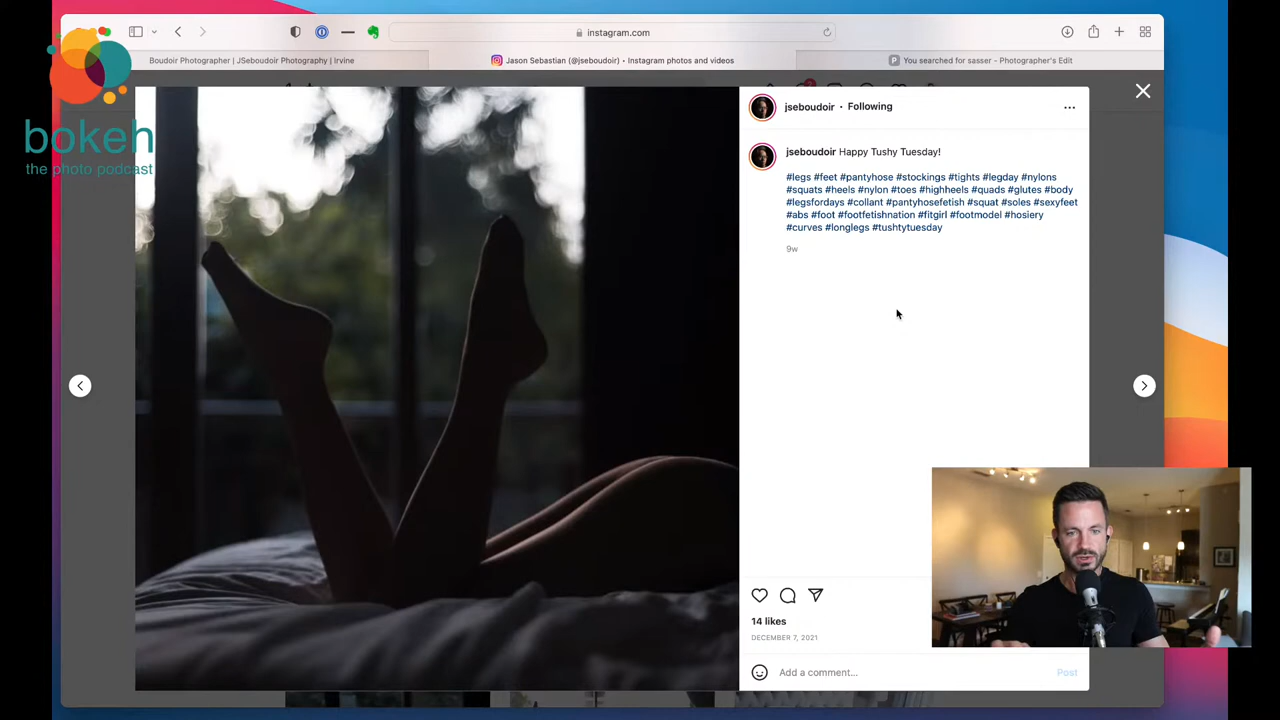 instagram.com
Boudoir Photographer | JSeboudoir Photography | Irvine
Jason Sebastian (@jseboudoir) • Instagram photos and videos
You searched for sasser - Photographer's Edit
bokeh
the photo podcast
jseboudoir • Following
jseboudoir Happy Tushy Tuesday!
#legs #feet #pantyhose #stockings #tights #legday #nylons
#squats #heels #nylon #toes #highheels #quads #glutes #body
#legsfordays #collant #pantyhosefetish #squat #soles #sexyfeet
#abs #foot #footfetishnation #fitgirl #footmodel #hosiery
#curves #longlegs #tushtytuesday
9w
14 likes
DECEMBER 7, 2021
Add a comment...
Post